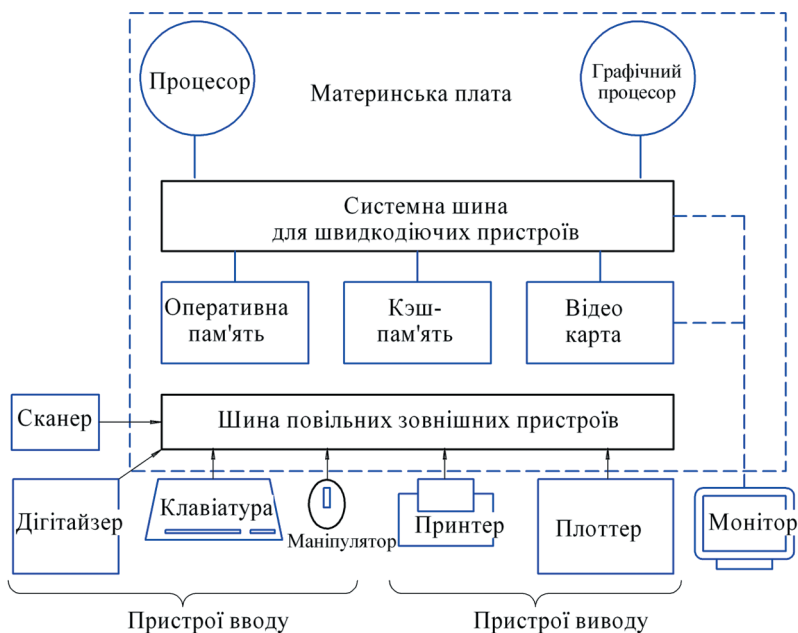 Процесор
Графічний
процесор
Материнська плата
Системна шина
для швидкодіючих пристроїв
Оперативна
пам'ять
Кэш-
пам'ять
Відео
карта
Сканер
Шина повільних зовнішних пристроїв
Дігітайзер
Клавіатура
Маніпулятор
Принтер
Плоттер
Монітор
Пристрої вводу
Пристрої виводу